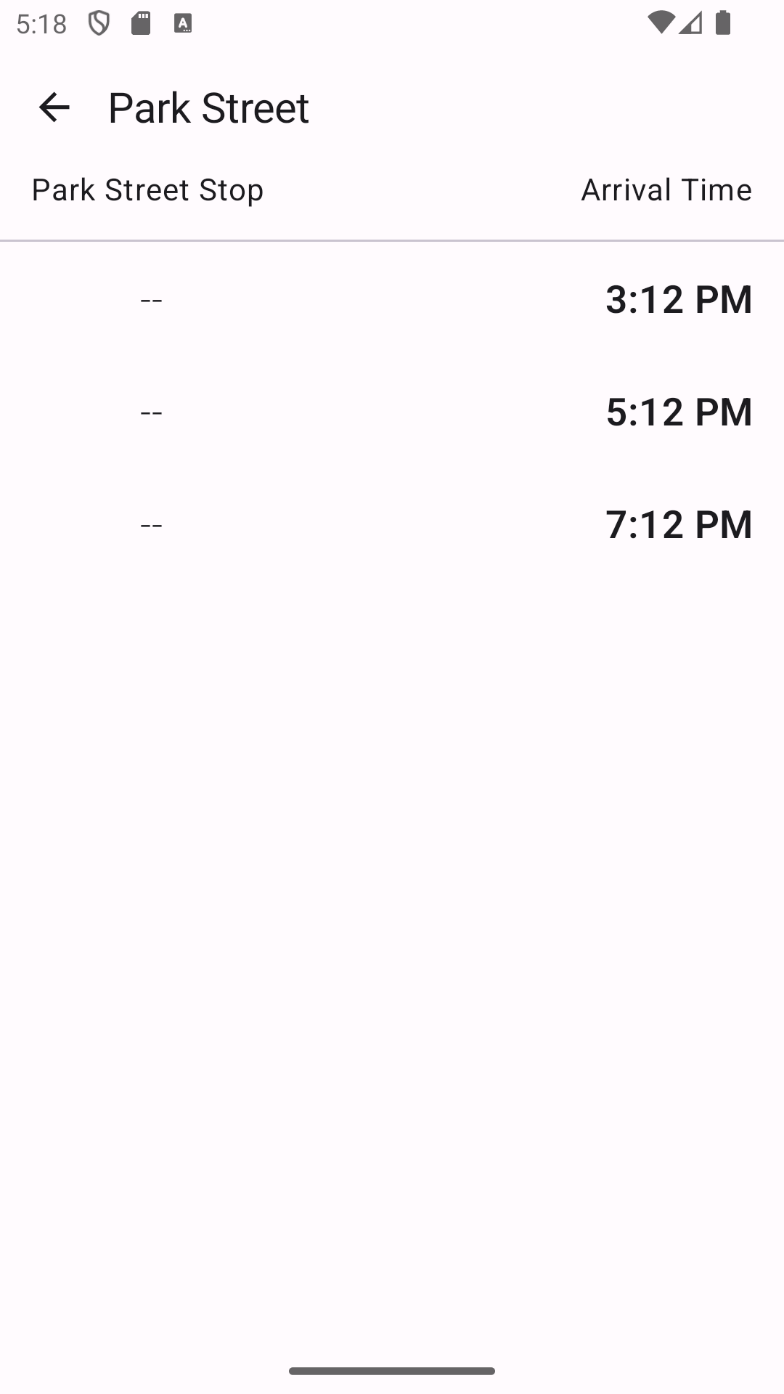 5:18
Park Street
Park Street Stop Arrival Time
-- 3:12 PM
-- 5:12 PM
-- 7:12 PM